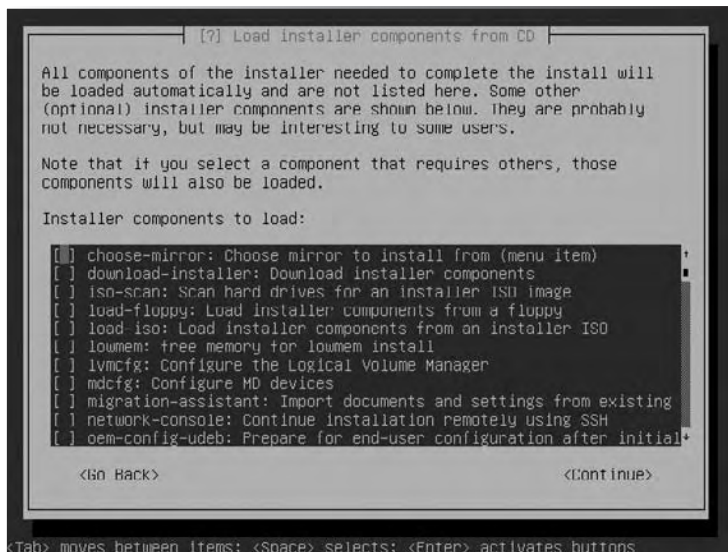 [?] Load installer components from CD
All components of the installer needed to complete the install will
be loaded automatically and are not listed here. Some other
(optional) installer components are shown below. They are probably
not necessary, but may be interesting to some users.
Note that if you select a component that requires others, those
components will also be loaded.
Installer components to load:
[ ] choose-mirror: Choose mirror to install from (menu item)
[ ] download-installer: Download installer components
[ ] iso-scan: Scan hard drives for an installer ISO image
[ ] load-floppy: Load installer components from a floppy
[ ] load-iso: Load installer components from an installer ISO
[ ] lowmem: free memory for lowmem install
[ ] lvmcfg: Configure the Logical Volume Manager
[ ] mdcfg: Configure MD devices
[ ] migration-assistant: Import documents and settings from existing
[ ] network-console: Continue installation remotely using SSH
[ ] oem-config-udeb: Prepare for end-user configuration after initial
<Go Back> <Continue>
<Tab> moves between items; <Space> selects; <Enter> activates buttons